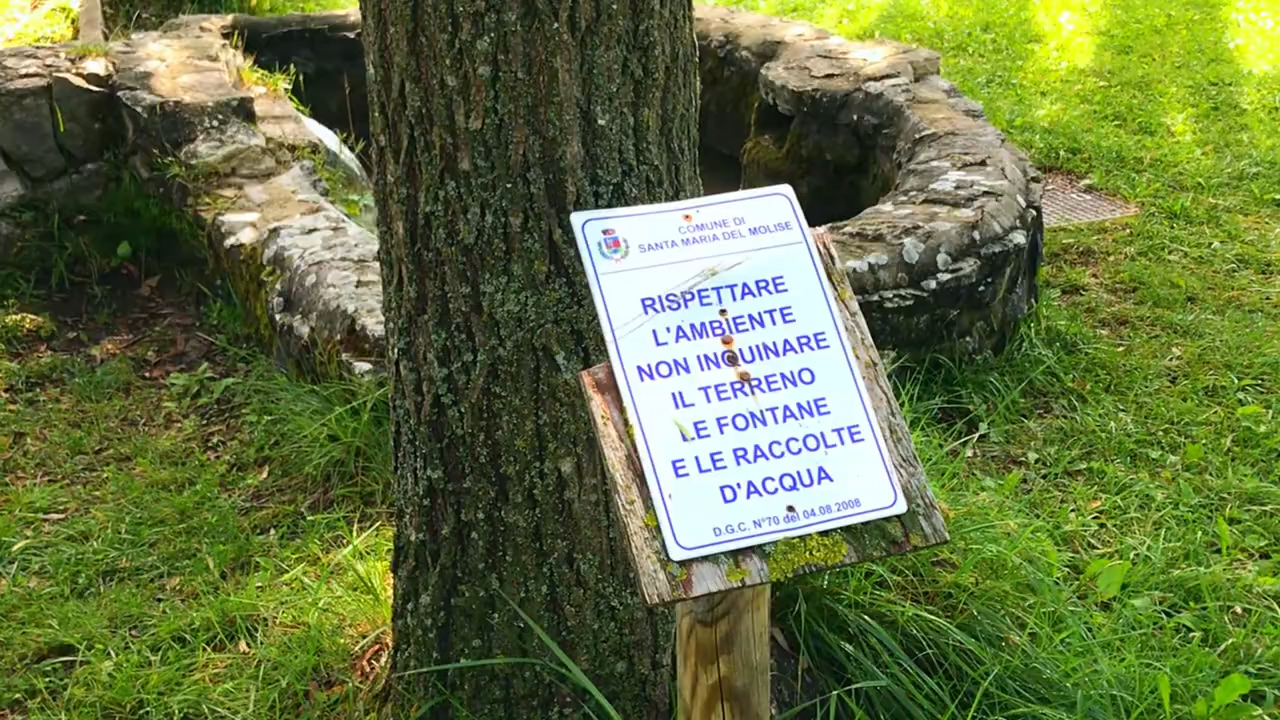 COMUNE DI
SANTA MARIA DEL MOLISE
RISPETTARE
L'AMBIENTE
NON INQUINARE
IL TERRENO
LE FONTANE
E LE RACCOLTE
D'ACQUA
D.G.C. N°70 del 04.08.2008